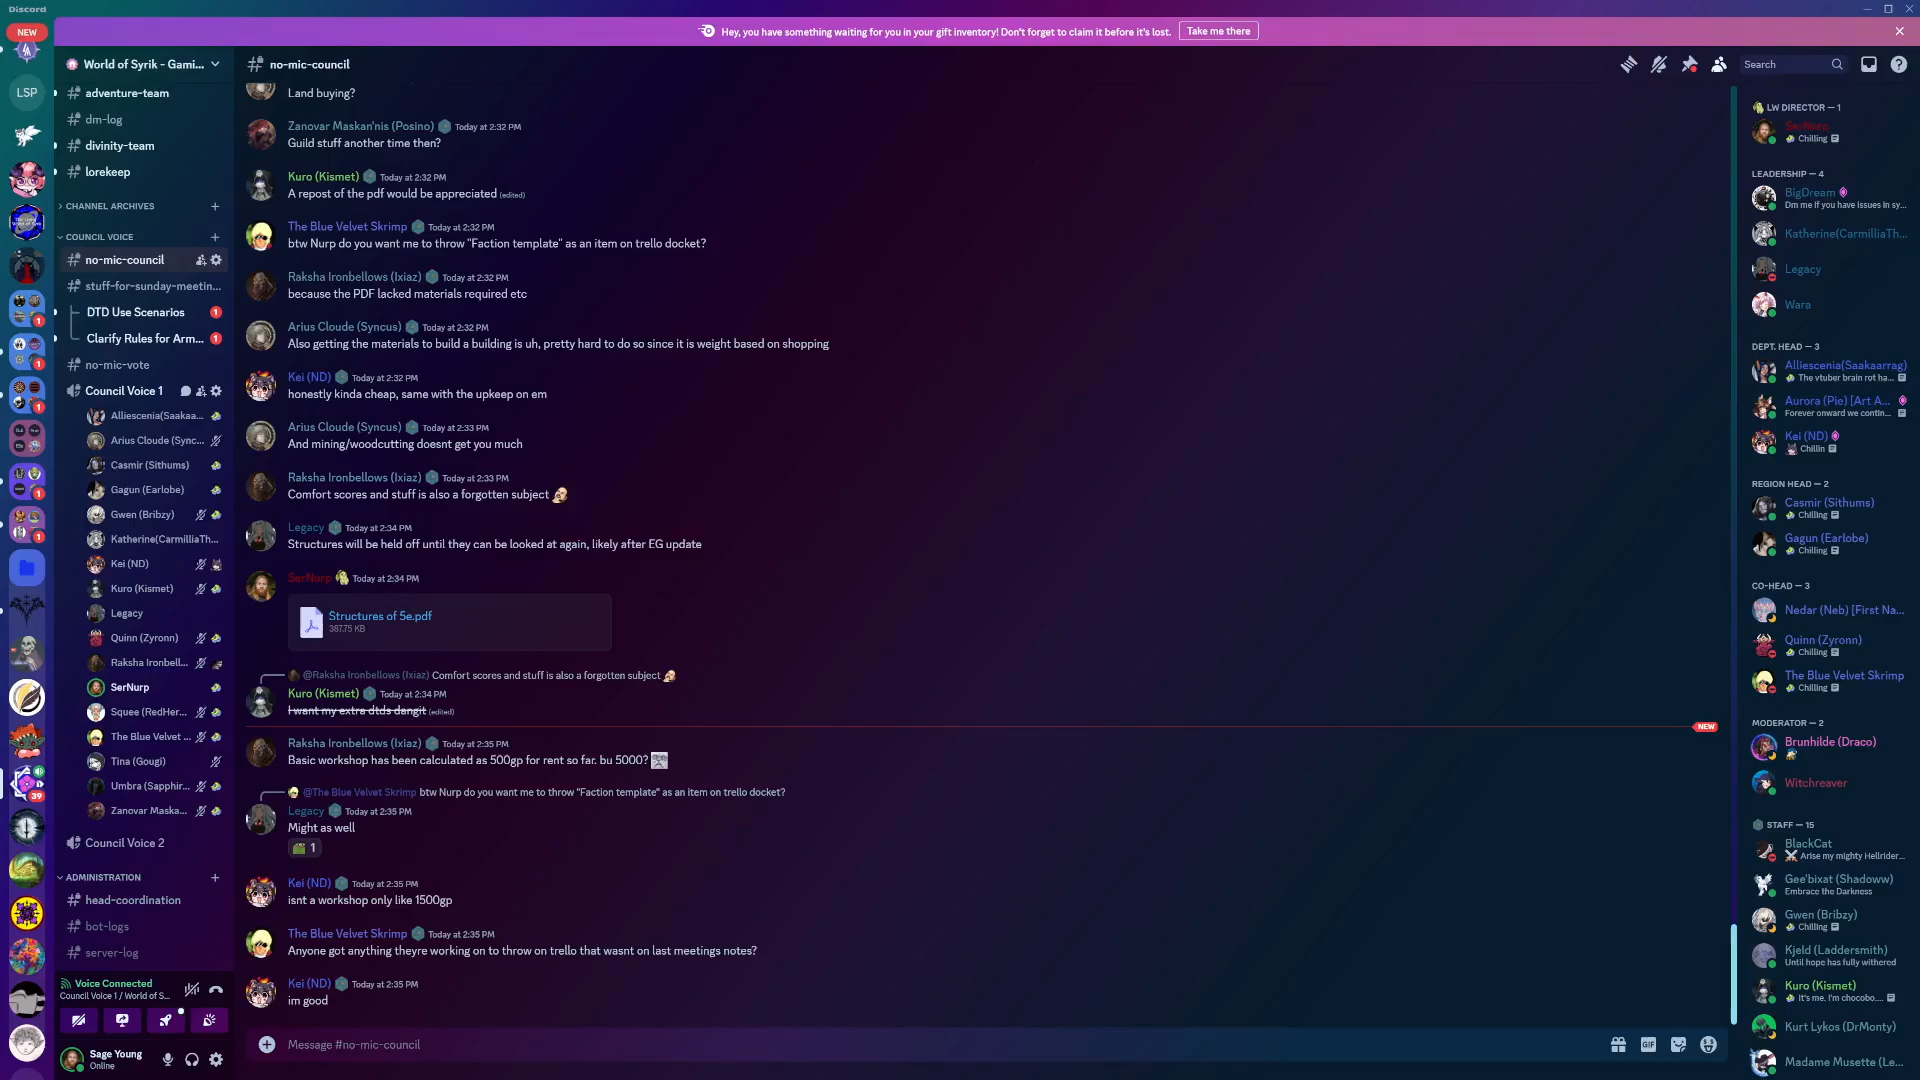 Discord
NEW
Hey, you have something waiting for you in your gift inventory! Don't forget to claim it before it's lost.
Take me there
LSP
World of Syrik - Gami...
adventure-team
dm-log
divinity-team
lorekeep
CHANNEL ARCHIVES
COUNCIL VOICE
no-mic-council
stuff-for-sunday-meetin...
DTD Use Scenarios
1
Clarify Rules for Arm...
1
no-mic-vote
Council Voice 1
Alliescenia(Saakaa...
Arius Cloude (Sync...
Casmir (Sithums)
Gagun (Earlobe)
Gwen (Bribzy)
Katherine(CarmilliaTh...
Kei (ND)
Kuro (Kismet)
Legacy
Quinn (Zyronn)
Raksha Ironbell...
SerNurp
Squee (RedHer...
The Blue Velvet ...
Tina (Gougi)
Umbra (Sapphir...
Zanovar Maska...
Council Voice 2
ADMINISTRATION
head-coordination
bot-logs
server-log
Voice Connected
Council Voice 1 / World of S...
Sage Young
Online
1
1
1
1
1
39
no-mic-council
Search
Land buying?
Zanovar Maskan'nis (Posino) Today at 2:32 PM
Guild stuff another time then?
Kuro (Kismet) Today at 2:32 PM
A repost of the pdf would be appreciated (edited)
The Blue Velvet Skrimp Today at 2:32 PM
btw Nurp do you want me to throw "Faction template" as an item on trello docket?
Raksha Ironbellows (Ixiaz) Today at 2:32 PM
because the PDF lacked materials required etc
Arius Cloude (Syncus) Today at 2:32 PM
Also getting the materials to build a building is uh, pretty hard to do so since it is weight based on shopping
Kei (ND) Today at 2:32 PM
honestly kinda cheap, same with the upkeep on em
Arius Cloude (Syncus) Today at 2:33 PM
And mining/woodcutting doesnt get you much
Raksha Ironbellows (Ixiaz) Today at 2:33 PM
Comfort scores and stuff is also a forgotten subject
Legacy Today at 2:34 PM
Structures will be held off until they can be looked at again, likely after EG update
SerNurp Today at 2:34 PM
Structures of 5e.pdf
387.75 KB
@Raksha Ironbellows (Ixiaz) Comfort scores and stuff is also a forgotten subject
Kuro (Kismet) Today at 2:34 PM
I want my extra dtds dangit (edited)
NEW
Raksha Ironbellows (Ixiaz) Today at 2:35 PM
Basic workshop has been calculated as 500gp for rent so far. bu 5000?
@The Blue Velvet Skrimp btw Nurp do you want me to throw "Faction template" as an item on trello docket?
Legacy Today at 2:35 PM
Might as well
1
Kei (ND) Today at 2:35 PM
isnt a workshop only like 1500gp
The Blue Velvet Skrimp Today at 2:35 PM
Anyone got anything theyre working on to throw on trello that wasnt on last meetings notes?
Kei (ND) Today at 2:35 PM
im good
Message #no-mic-council
GIF
LW DIRECTOR — 1
SerNurp
Chilling
LEADERSHIP — 4
BigDream
Dm me if you have issues in sy...
Katherine(CarmilliaTh...
Legacy
Wara
DEPT. HEAD — 3
Alliescenia(Saakaarrag)
The vtuber brain rot ha...
Aurora (Pie) [Art A...
Forever onward we contin...
Kei (ND)
Chillin
REGION HEAD — 2
Casmir (Sithums)
Chilling
Gagun (Earlobe)
Chilling
CO-HEAD — 3
Nedar (Neb) [First Na...
Quinn (Zyronn)
Chilling
The Blue Velvet Skrimp
Chilling
MODERATOR — 2
Brunhilde (Draco)
Witchreaver
STAFF — 15
BlackCat
Arise my mighty Hellrider...
Gee'bixat (Shadoww)
Embrace the Darkness
Gwen (Bribzy)
Chilling
Kjeld (Laddersmith)
Until hope has fully withered
Kuro (Kismet)
It's me. I'm chocobo....
Kurt Lykos (DrMonty)
Madame Musette (Le...